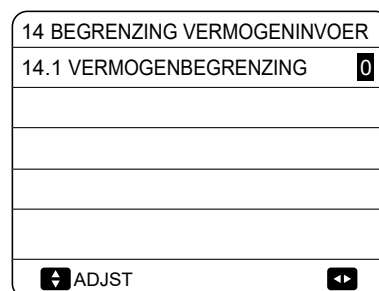 14 BEGRENZING VERMOGENINVOER
14.1 VERMOGENBEGRENZING 0
ADJST